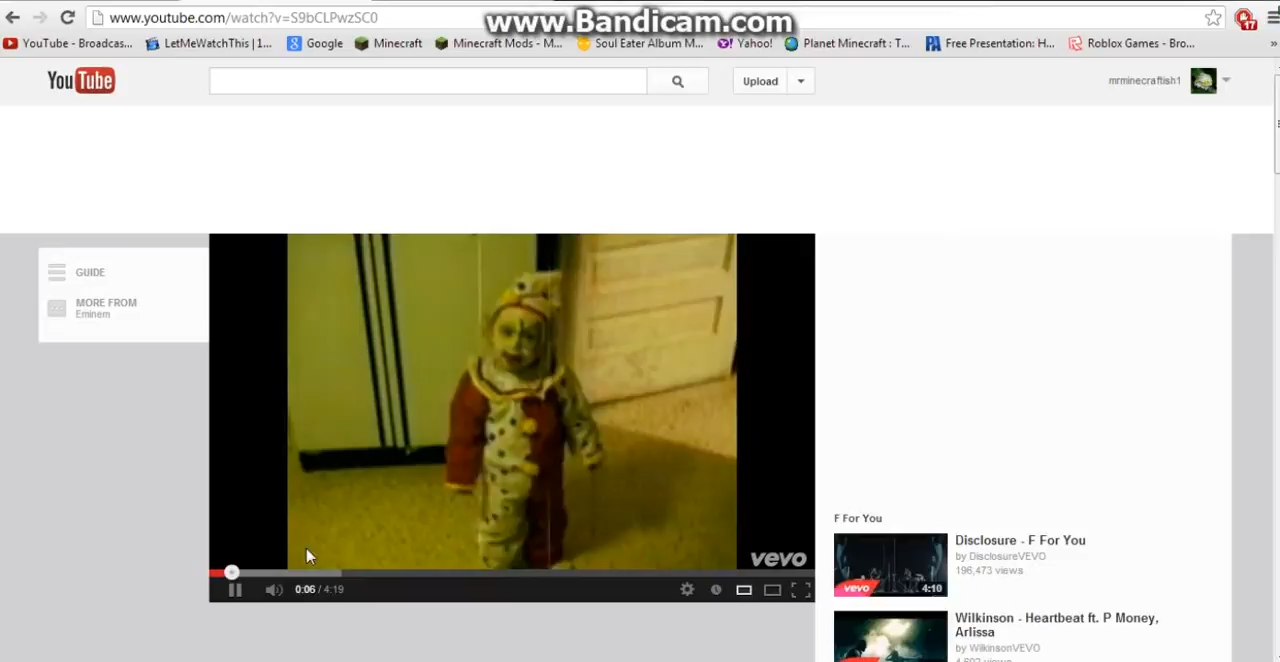 www.Bandicam.com
www.youtube.com/watch?v=S9bCLPwzSC0
YouTube - Broadcas...
LetMeWatchThis | 1...
Google
Minecraft
Minecraft Mods - M...
Soul Eater Album M...
Yahoo!
Planet Minecraft : T...
Free Presentation: H...
Roblox Games - Bro...
»
17
YouTube
Upload
mrminecraftish1
GUIDE
MORE FROM
Eminem
vevo
0:06 / 4:19
F For You
Disclosure - F For You
by DisclosureVEVO
196,473 views
vevo
4:10
Wilkinson - Heartbeat ft. P Money,
Arlissa
by WilkinsonVEVO